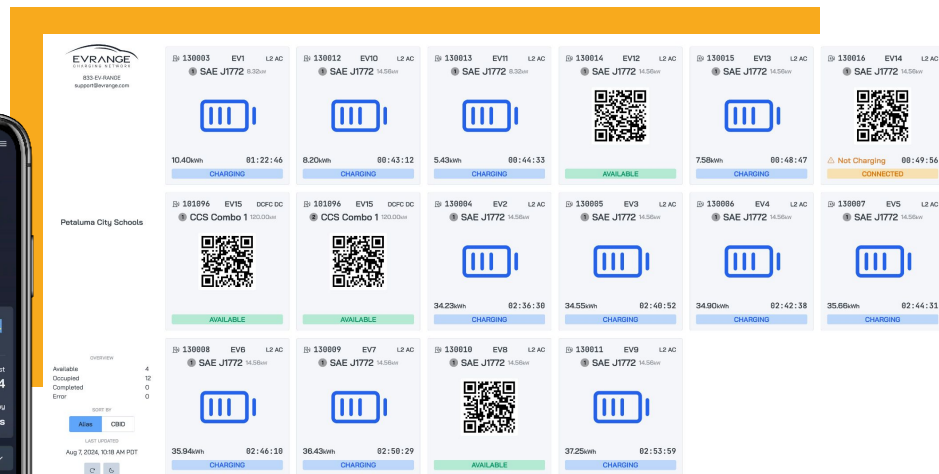 EVRANGE
CHARGING NETWORK
833-EV-RANGE
support@evrange.com
Petaluma City Schools
OVERVIEW
Available 4
Occupied 12
Completed 0
Error 0
SORT BY
Alias CBID
LAST UPDATED
Aug 7, 2024, 10:18 AM PDT
130003 EV1 L2 AC
1 SAE J1772 8.32kW
10.40kWh 01:22:46
CHARGING
130012 EV10 L2 AC
1 SAE J1772 14.56kW
8.20kWh 00:43:12
CHARGING
130013 EV11 L2 AC
1 SAE J1772 8.32kW
5.43kWh 00:44:33
CHARGING
130014 EV12 L2 AC
1 SAE J1772 14.56kW
AVAILABLE
130015 EV13 L2 AC
1 SAE J1772 14.56kW
7.58kWh 00:48:47
CHARGING
130016 EV14 L2 AC
1 SAE J1772 14.56kW
Not Charging 00:49:56
CONNECTED
101096 EV15 DCFC DC
1 CCS Combo 1 120.00kW
AVAILABLE
101096 EV15 DCFC DC
2 CCS Combo 1 120.00kW
AVAILABLE
130004 EV2 L2 AC
1 SAE J1772 14.56kW
34.23kWh 02:36:30
CHARGING
130005 EV3 L2 AC
1 SAE J1772 14.56kW
34.55kWh 02:40:52
CHARGING
130006 EV4 L2 AC
1 SAE J1772 14.56kW
34.90kWh 02:42:38
CHARGING
130007 EV5 L2 AC
1 SAE J1772 14.56kW
35.66kWh 02:44:31
CHARGING
130008 EV6 L2 AC
1 SAE J1772 14.56kW
35.94kWh 02:46:10
CHARGING
130009 EV7 L2 AC
1 SAE J1772 14.56kW
36.43kWh 02:50:29
CHARGING
130010 EV8 L2 AC
1 SAE J1772 14.56kW
AVAILABLE
130011 EV9 L2 AC
1 SAE J1772 14.56kW
37.25kWh 02:53:59
CHARGING